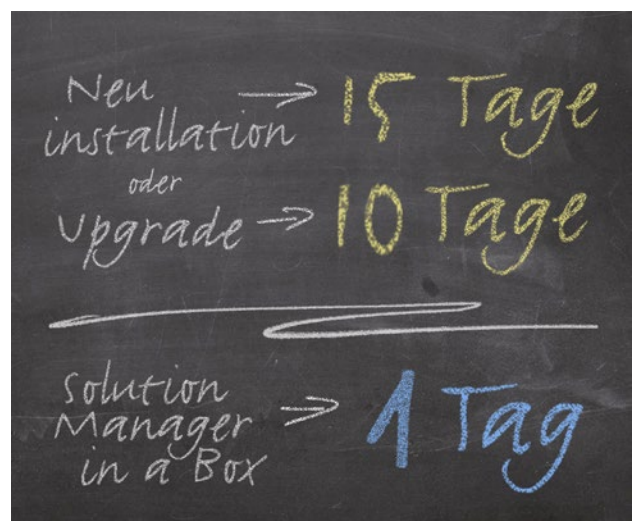 Neu → 15 Tage
installation
oder
Upgrade → 10 Tage
Solution
Manager → 1 Tag
in a Box